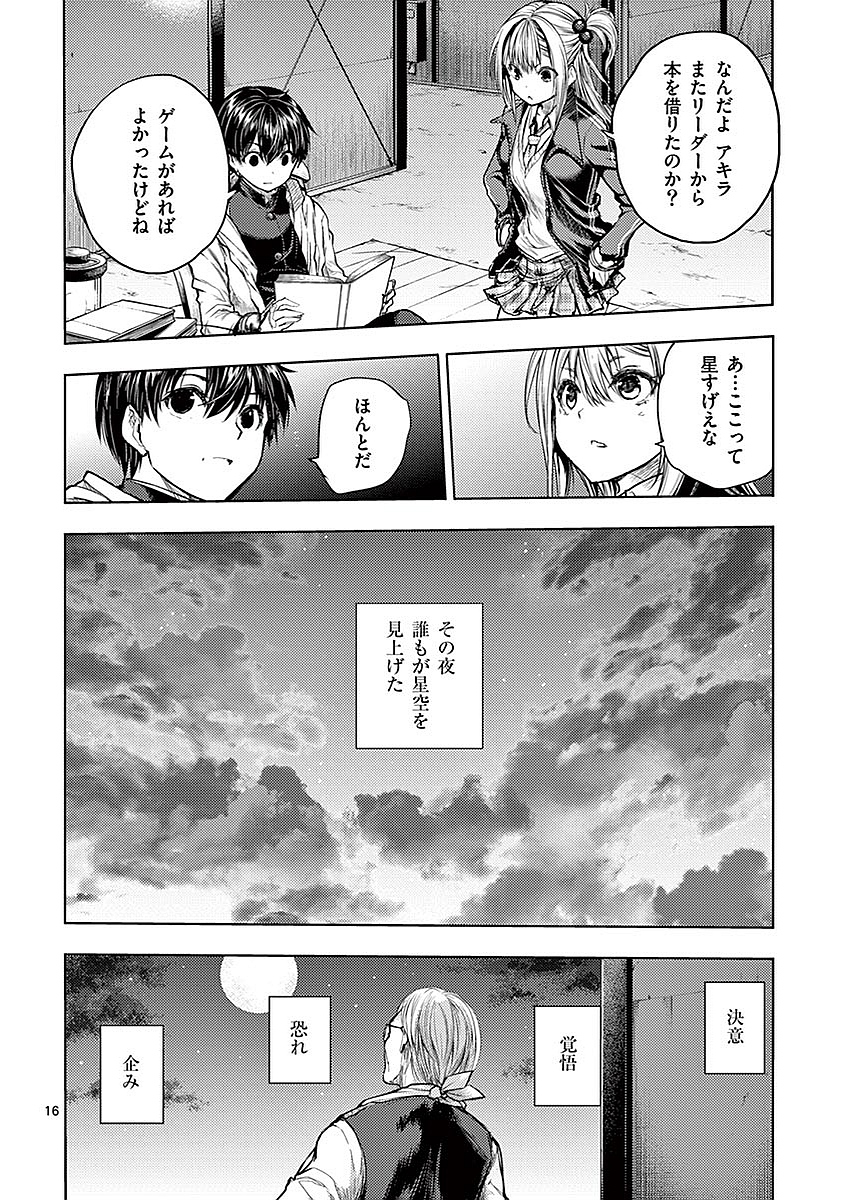 なんだよ アキラ
またリーダーから
本を借りたのか?
ゲームがあれば
よかったけどね
あ…ここって
星すげえな
ほんとだ
その夜
誰もが星空を
見上げた
決意
覚悟
恐れ
企み
16